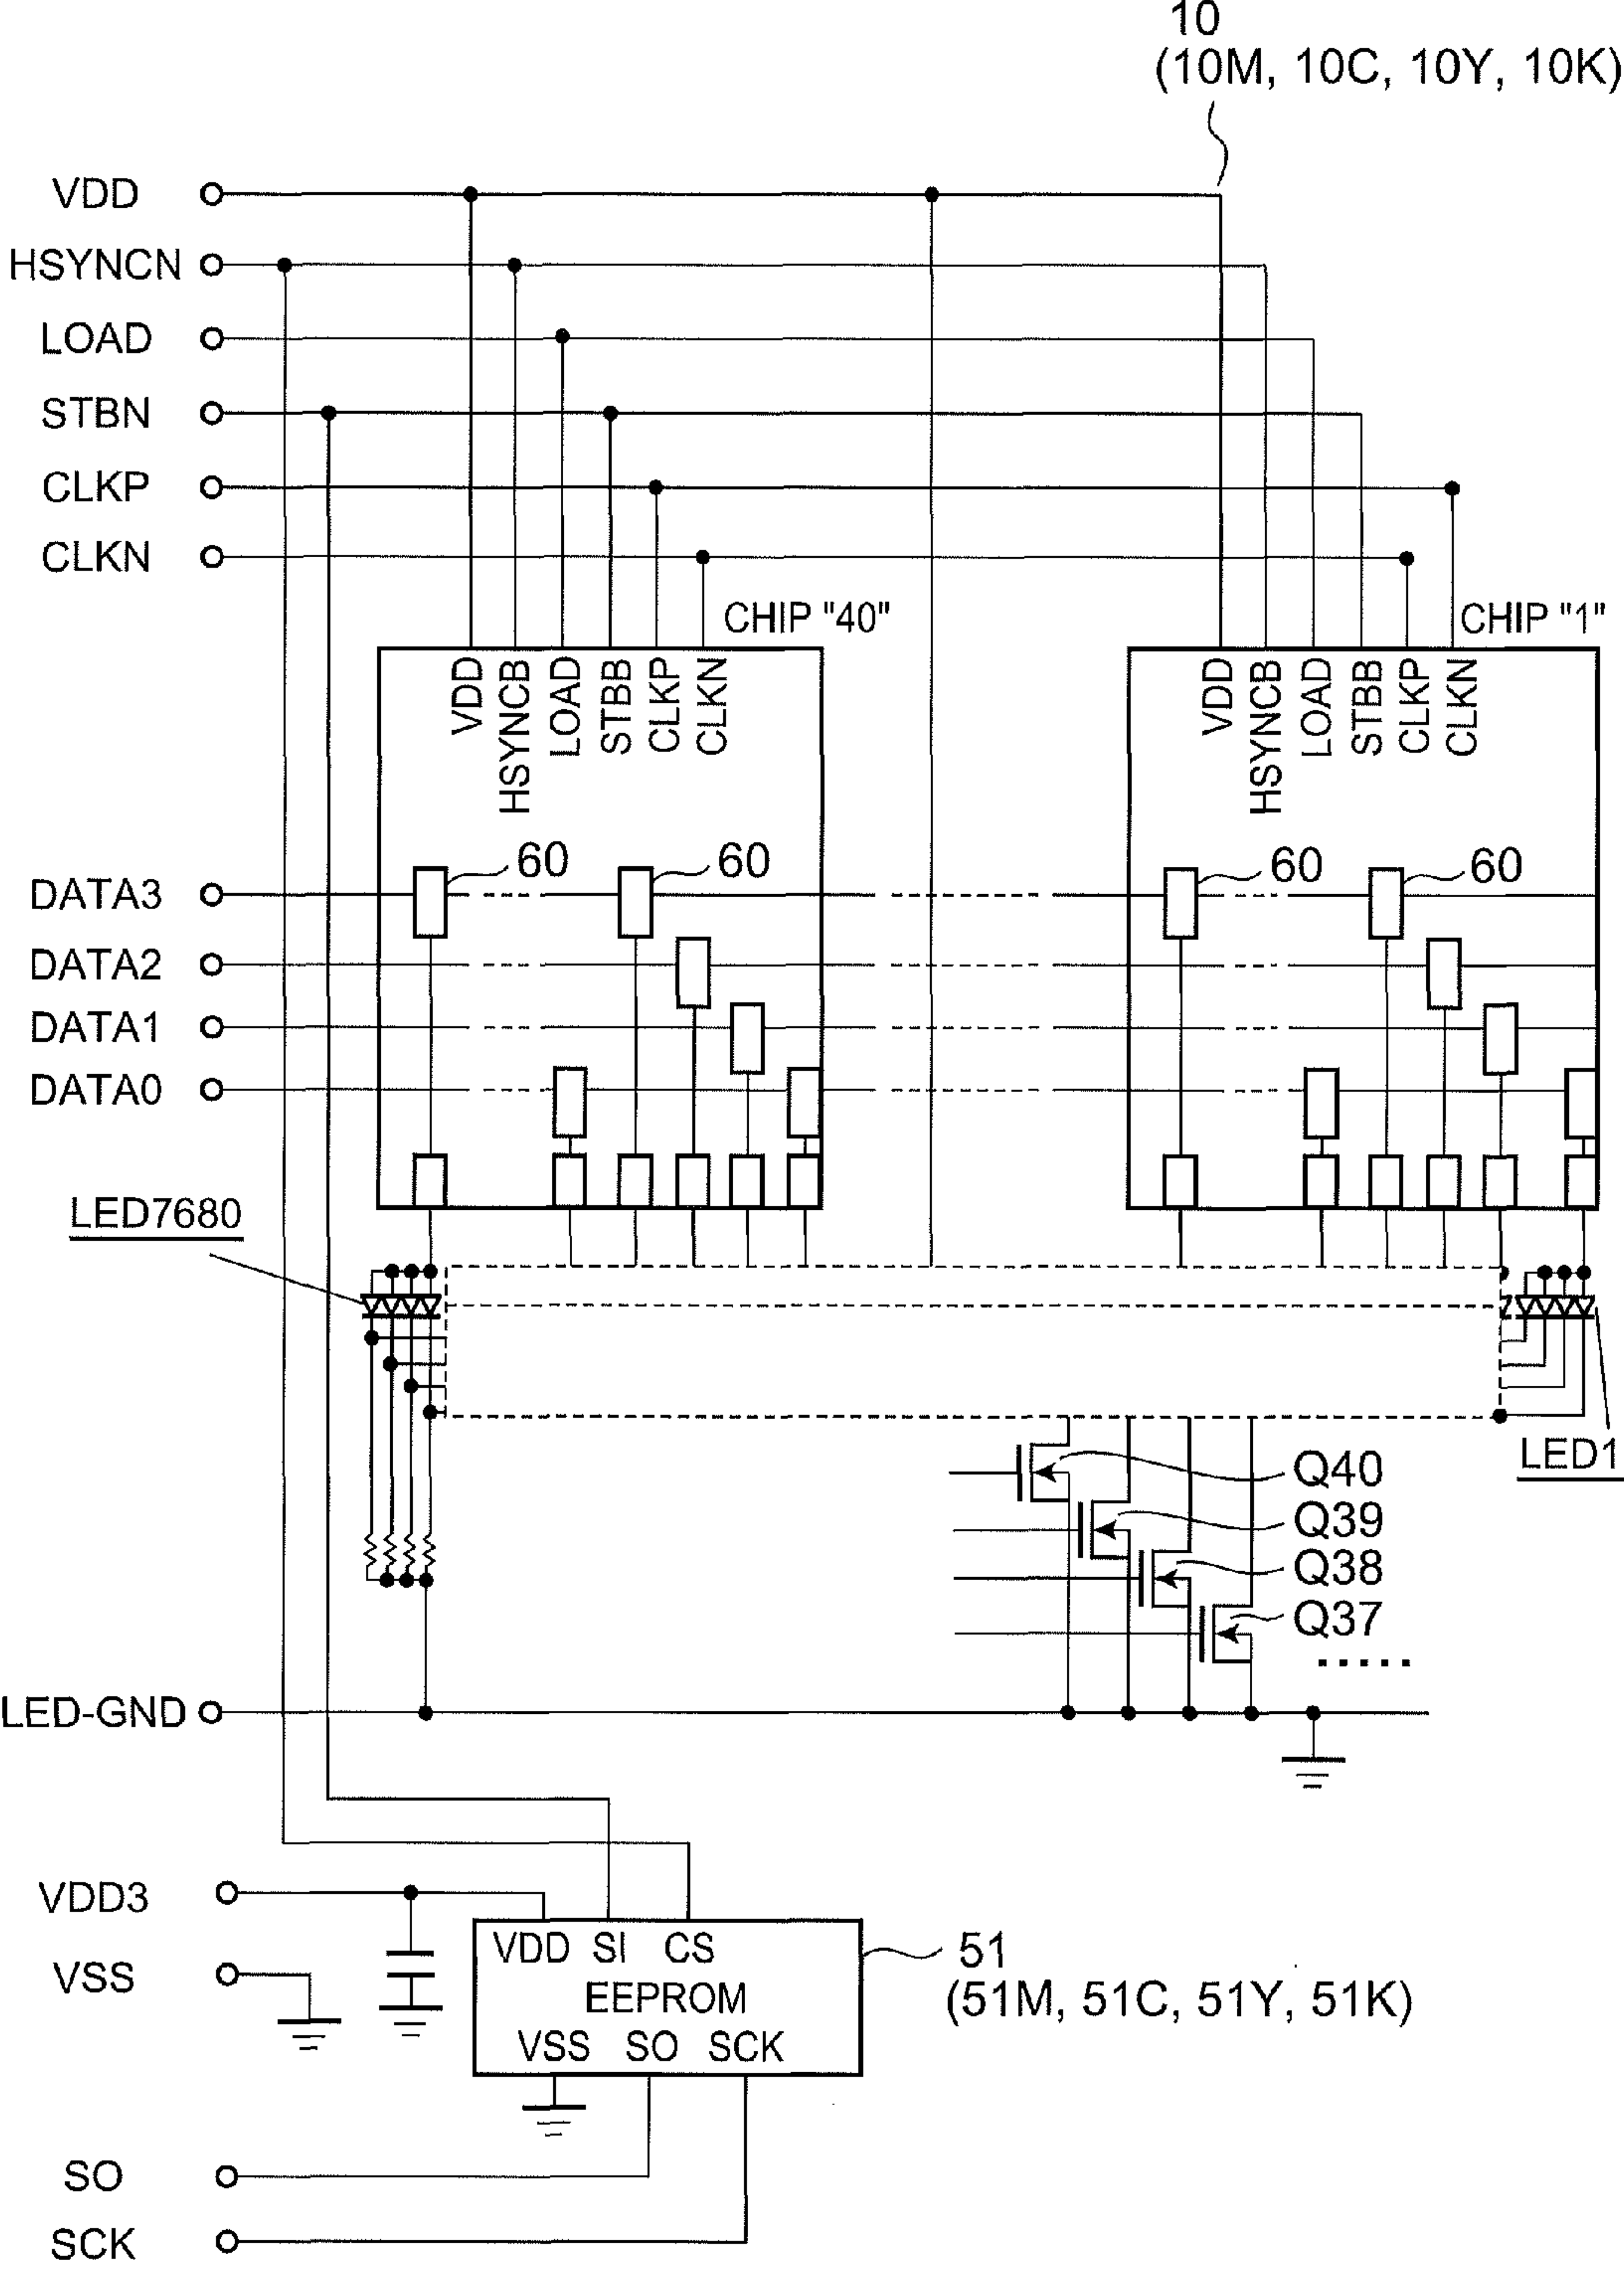 10
(10M, 10C, 10Y, 10K)
VDD
HSYNCN
LOAD
STBN
CLKP
CLKN
CHIP "40"
CHIP "1"
VDD
HSYNCB
LOAD
STBB
CLKP
CLKN
VDD
HSYNCB
LOAD
STBB
CLKP
CLKN
60
60
60
60
DATA3
DATA2
DATA1
DATA0
LED7680
LED1
Q40
Q39
Q38
Q37
.....
LED-GND
VDD3
VSS
VDD SI CS
EEPROM
VSS SO SCK
51
(51M, 51C, 51Y, 51K)
SO
SCK